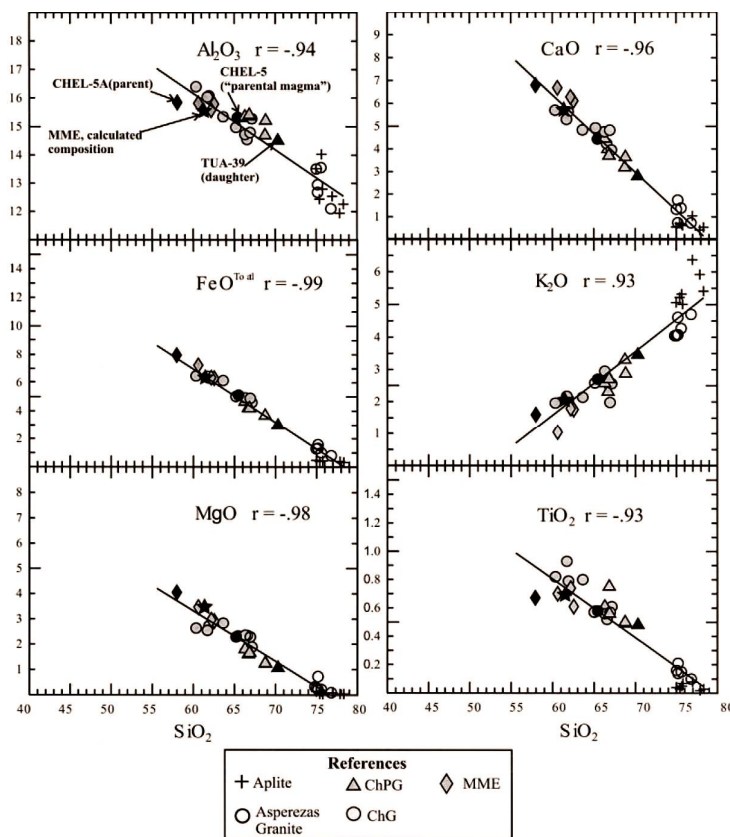 Al₂O₃ r = -.94
18
17
16
15
14
13
12
CHEL-5A(parent)
CHEL-5
("parental magma")
MME, calculated
composition
TUA-39
(daughter)
CaO r = -.96
9
8
7
6
5
4
3
2
1
FeOᵀᵒ ᵃˡ r = -.99
14
12
10
8
6
4
2
K₂O r = .93
6
5
4
3
2
1
MgO r = -.98
8
7
6
5
4
3
2
1
0
TiO₂ r = -.93
1.4
1.2
1.0
0.8
0.6
0.4
0.2
40 45 50 55 60 65 70 75 80
SiO₂
40 45 50 55 60 65 70 75 80
SiO₂
References
Aplite
ChPG
MME
Asperezas
Granite
ChG